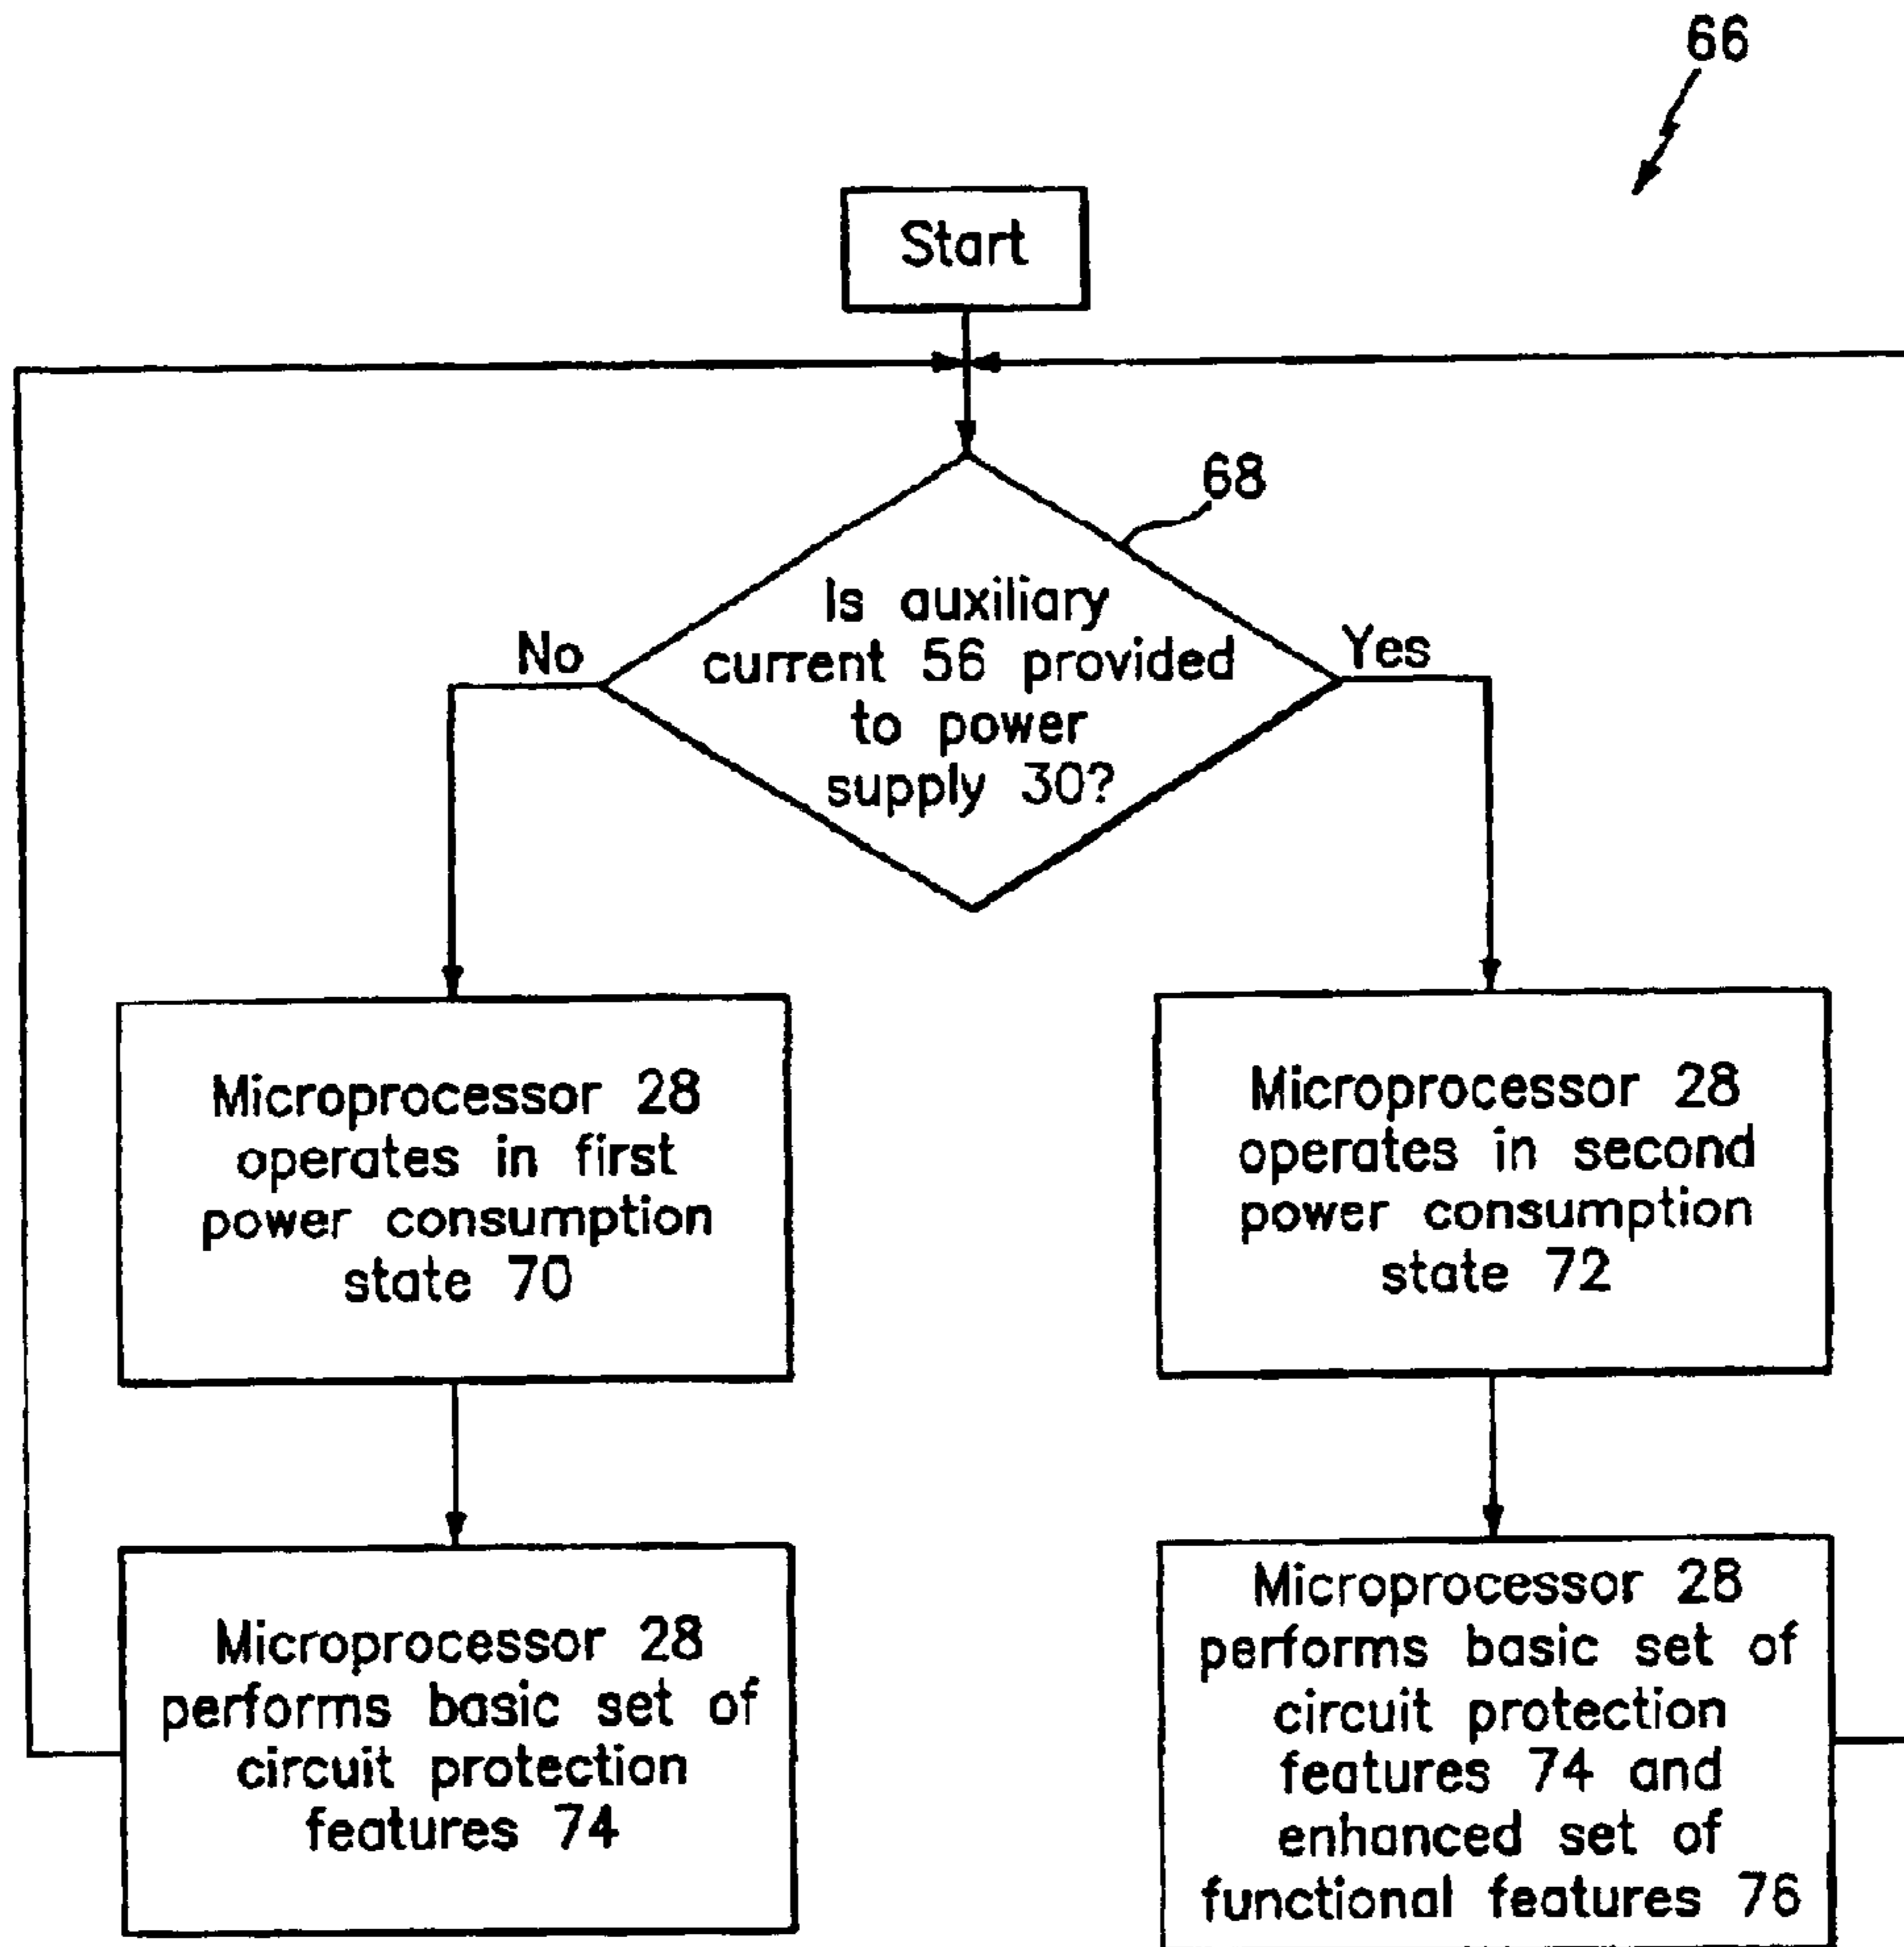 66
Start
68
Is auxiliary
current 56 provided
to power
supply 30?
No
Yes
Microprocessor 28
operates in first
power consumption
state 70
Microprocessor 28
operates in second
power consumption
state 72
Microprocessor 28
performs basic set of
circuit protection
features 74
Microprocessor 28
performs basic set of
circuit protection
features 74 and
enhanced set of
functional features 76